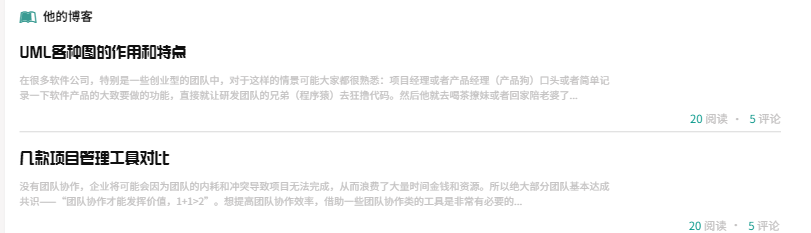 他的博客
UML各种图的作用和特点
在很多软件公司，特别是一些创业型的团队中，对于这样的情景可能大家都很熟悉：项目经理或者产品经理（产品狗）口头或者简单记
录一下软件产品的大致要做的功能，直接就让研发团队的兄弟（程序猿）去狂撸代码。然后他就去喝茶撩妹或者回家陪老婆了...
20 阅读 · 5 评论
几款项目管理工具对比
没有团队协作，企业将可能会因为团队的内耗和冲突导致项目无法完成，从而浪费了大量时间金钱和资源。所以绝大部分团队基本达成
共识——“团队协作才能发挥价值，1+1>2”。想提高团队协作效率，借助一些团队协作类的工具是非常有必要的...
20 阅读 · 5 评论